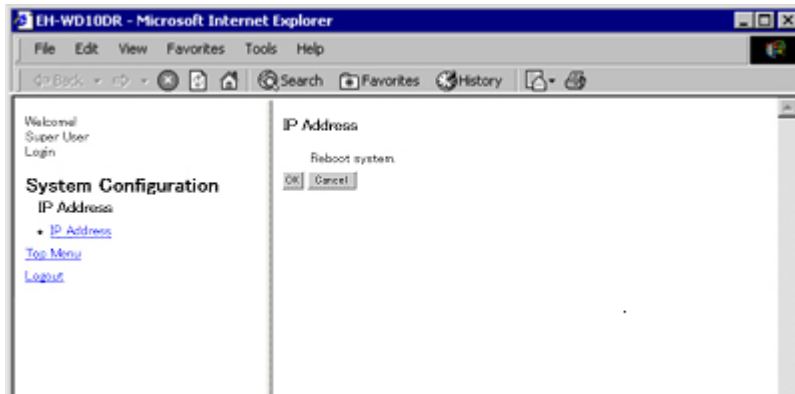 EH-WD10DR - Microsoft Internet Explorer
File Edit View Favorites Tools Help
Back Search Favorites History
Welcome!
Super User
Login
System Configuration
IP Address
• IP Address
Top Menu
Logout
IP Address
Reboot system.
OK Cancel